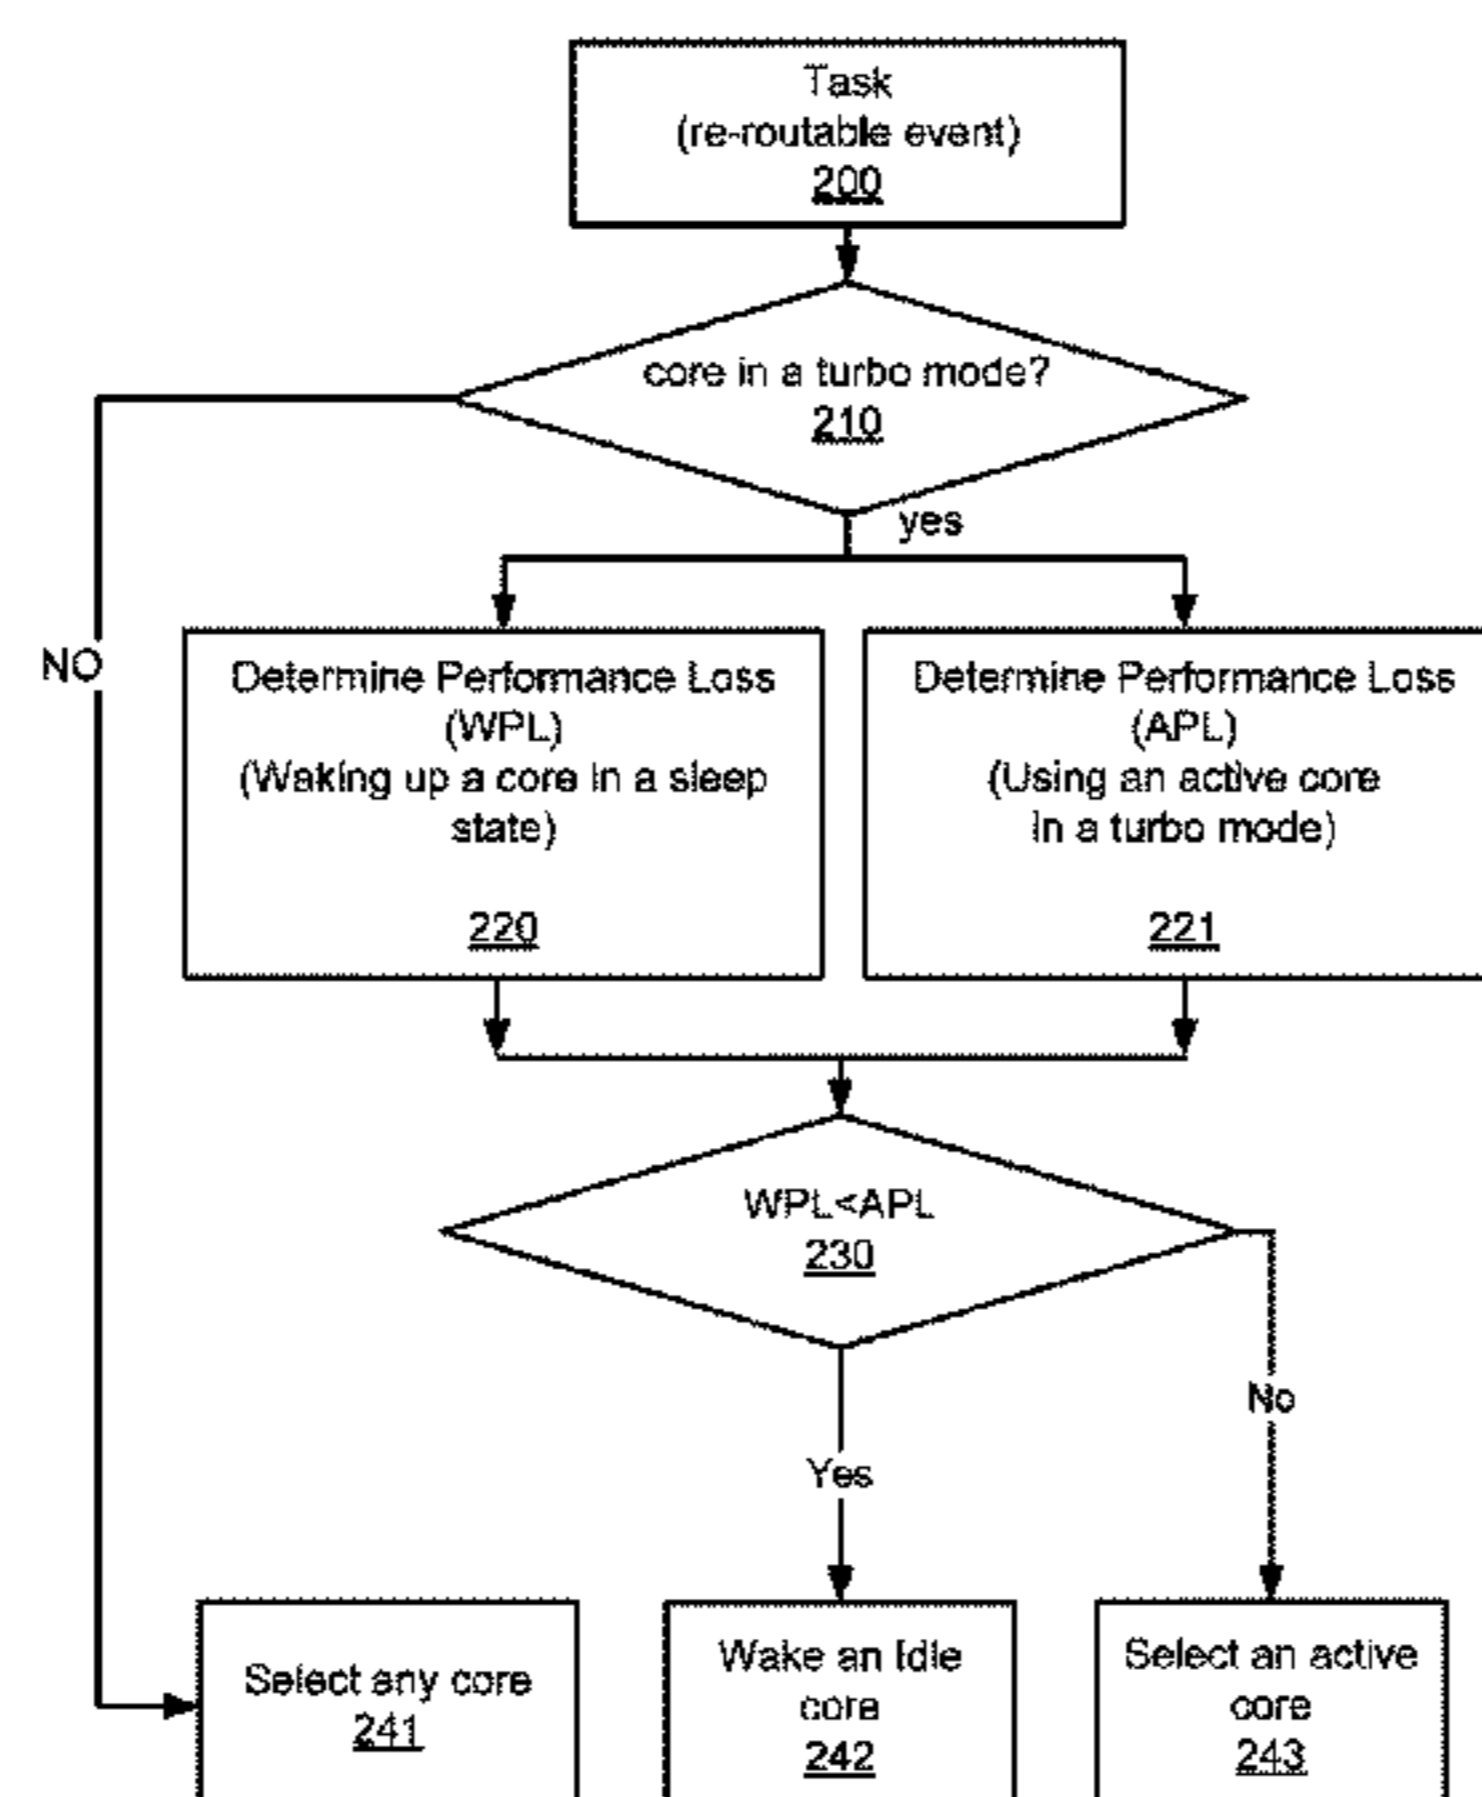 Task
(re-routable event)
200
core in a turbo mode?
210
yes
NO
Determine Performance Loss
(WPL)
(Waking up a core in a sleep
state)
220
Determine Performance Loss
(APL)
(Using an active core
in a turbo mode)
221
WPL<APL
230
No
Yes
Select any core
241
Wake an Idle
core
242
Select an active
core
243